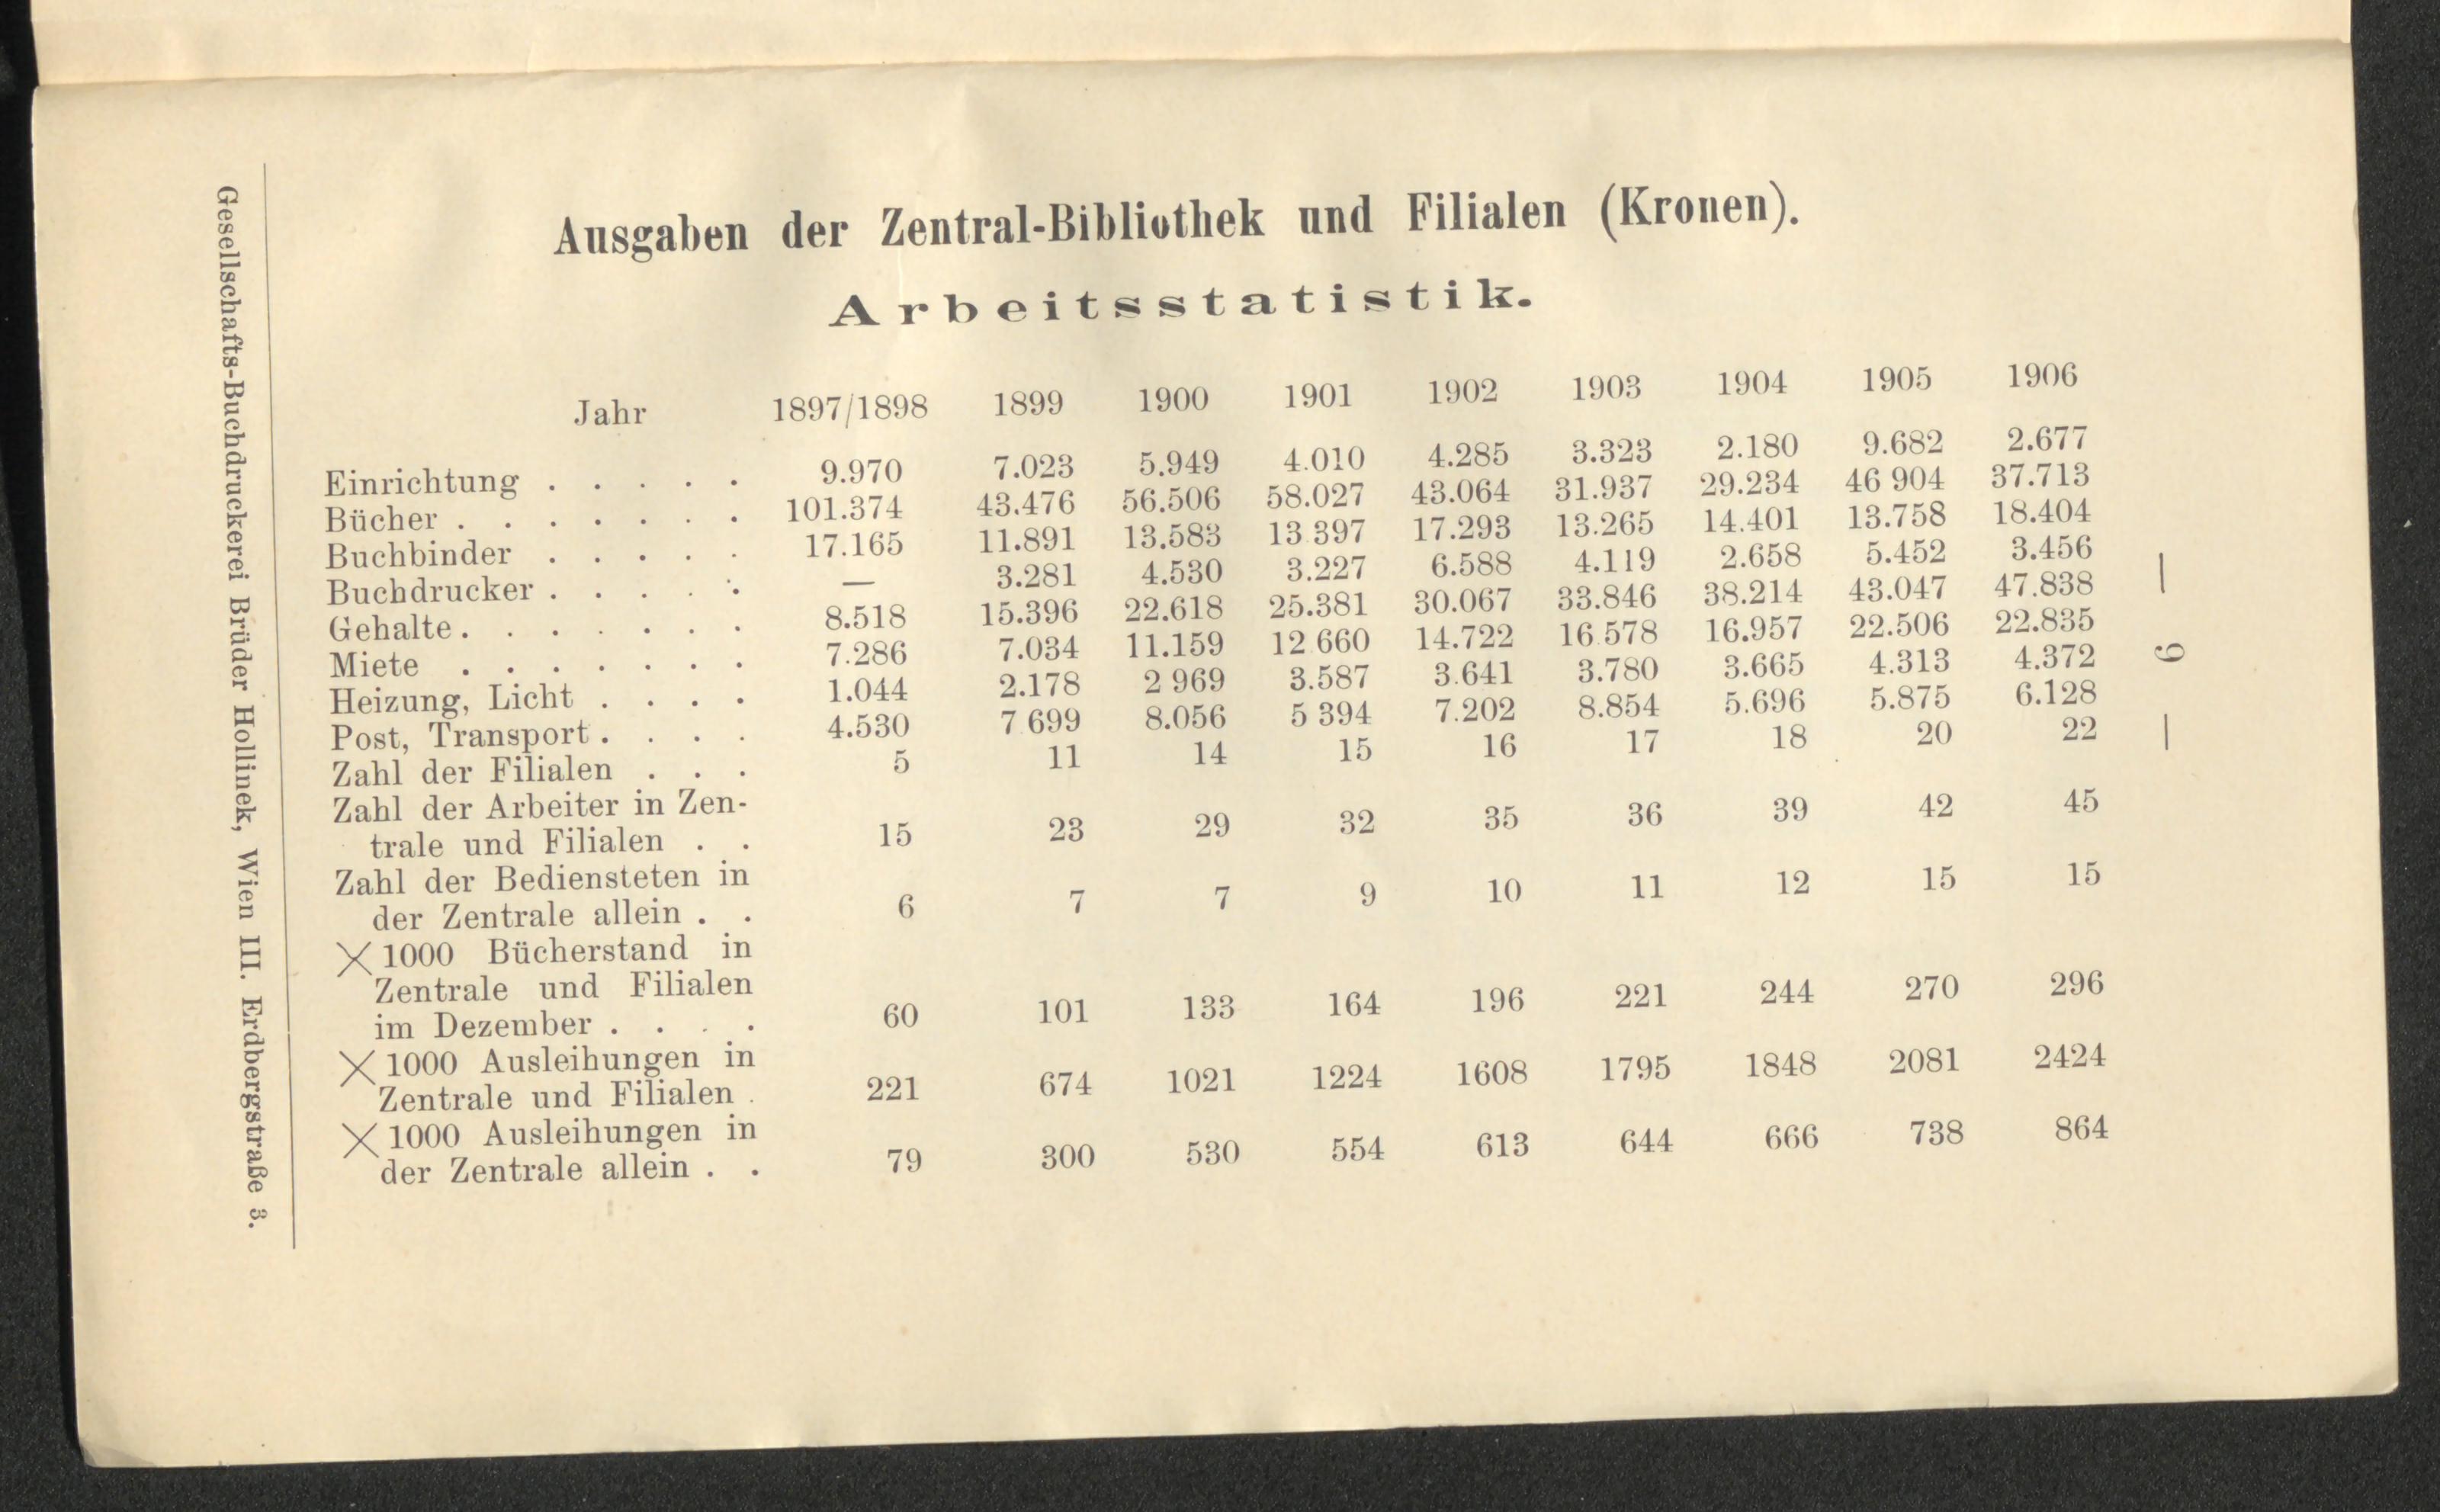 Ausgaben der Zentral-Bibliothek und Filialen (Kronen).
Arbeitsstatistik.
Jahr 1897/1898 1899 1900 1901 1902 1903 1904 1905 1906
Einrichtung . . . . . 9.970 7.023 5.949 4.010 4.285 3.323 2.180 9.682 2.677
Bücher . . . . . . . 101.374 43.476 56.506 58.027 43.064 31.937 29.234 46 904 37.713
Buchbinder . . . . . 17.165 11.891 13.583 13.397 17.293 13.265 14.401 13.758 18.404
Buchdrucker . . . . . — 3.281 4.530 3.227 6.588 4.119 2.658 5.452 3.456
Gehalte . . . . . . . 8.518 15.396 22.618 25.381 30.067 33.846 38.214 43.047 47.838
Miete . . . . . . . 7.286 7.034 11.159 12 660 14.722 16.578 16.957 22.506 22.835
Heizung, Licht . . . . 1.044 2.178 2 969 3.587 3.641 3.780 3.665 4.313 4.372
Post, Transport . . . . 4.530 7 699 8.056 5 394 7.202 8.854 5.696 5.875 6.128
Zahl der Filialen . . . 5 11 14 15 16 17 18 20 22
Zahl der Arbeiter in Zen-
trale und Filialen . . 15 23 29 32 35 36 39 42 45
Zahl der Bediensteten in
der Zentrale allein . . 6 7 7 9 10 11 12 15 15
× 1000 Bücherstand in
Zentrale und Filialen
im Dezember . . . . 60 101 133 164 196 221 244 270 296
× 1000 Ausleihungen in
Zentrale und Filialen . 221 674 1021 1224 1608 1795 1848 2081 2424
× 1000 Ausleihungen in
der Zentrale allein . . 79 300 530 554 613 644 666 738 864
— 6 —
Gesellschafts-Buchdruckerei Brüder Hollinek, Wien III. Erdbergstraße 3.